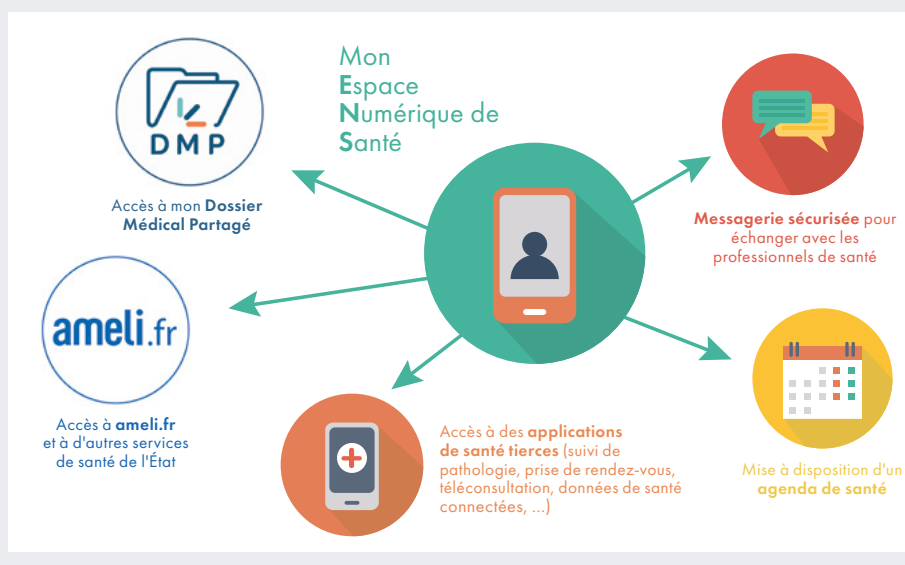 DMP
Accès à mon Dossier
Médical Partagé
Mon
Espace
Numérique de
Santé
Messagerie sécurisée pour
échanger avec les
professionnels de santé
ameli.fr
Accès à ameli.fr
et à d'autres services
de santé de l'État
Accès à des applications
de santé tierces (suivi de
pathologie, prise de rendez-vous,
téléconsultation, données de santé
connectées, ...)
Mise à disposition d'un
agenda de santé